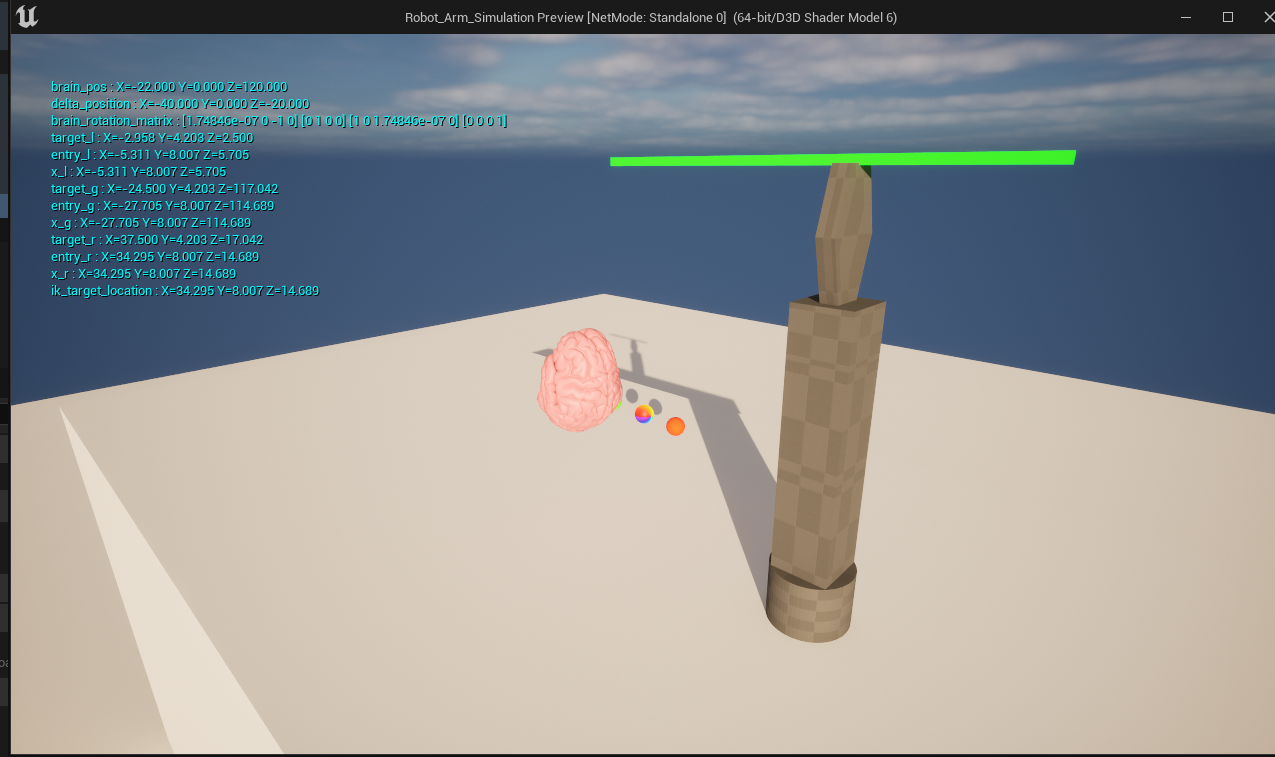 Robot_Arm_Simulation Preview [NetMode: Standalone 0] (64-bit/D3D Shader Model 6)
brain_pos : X=-22.000 Y=0.000 Z=120.000
delta_position : X=-40.000 Y=0.000 Z=-20.000
brain_rotation_matrix : [1.74846e-07 0 -1 0] [0 1 0 0] [1 0 1.74846e-07 0] [0 0 0 1]
target_l : X=-2.958 Y=4.203 Z=2.500
entry_l : X=-5.311 Y=8.007 Z=5.705
x_l : X=-5.311 Y=8.007 Z=5.705
target_g : X=-24.500 Y=4.203 Z=117.042
entry_g : X=-27.705 Y=8.007 Z=114.689
x_g : X=-27.705 Y=8.007 Z=114.689
target_r : X=37.500 Y=4.203 Z=17.042
entry_r : X=34.295 Y=8.007 Z=14.689
x_r : X=34.295 Y=8.007 Z=14.689
ik_target_location : X=34.295 Y=8.007 Z=14.689